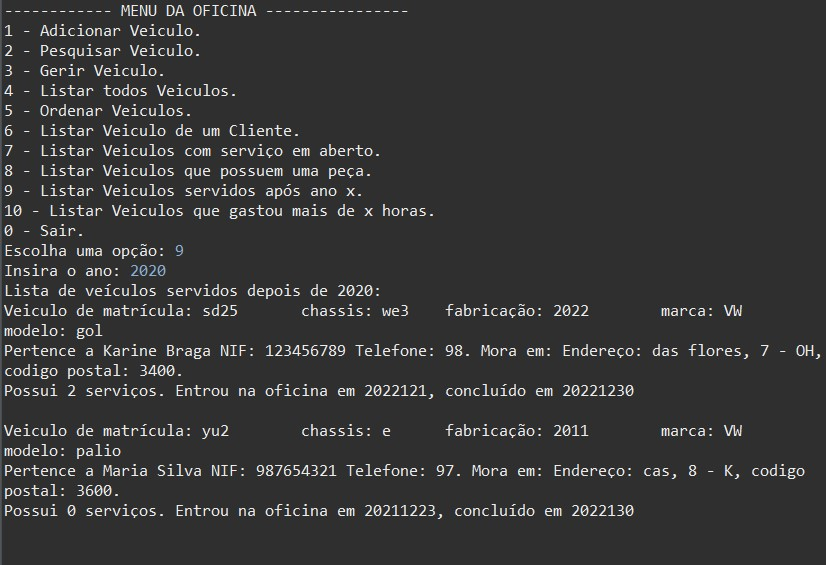 ------------ MENU DA OFICINA ----------------
1 - Adicionar Veiculo.
2 - Pesquisar Veiculo.
3 - Gerir Veiculo.
4 - Listar todos Veiculos.
5 - Ordenar Veiculos.
6 - Listar Veiculo de um Cliente.
7 - Listar Veiculos com serviço em aberto.
8 - Listar Veiculos que possuem uma peça.
9 - Listar Veiculos servidos após ano x.
10 - Listar Veiculos que gastou mais de x horas.
0 - Sair.
Escolha uma opção: 9
Insira o ano: 2020
Lista de veículos servidos depois de 2020:
Veiculo de matrícula: sd25       chassis: we3    fabricação: 2022        marca: VW
modelo: gol
Pertence a Karine Braga NIF: 123456789 Telefone: 98. Mora em: Endereço: das flores, 7 - OH,
codigo postal: 3400.
Possui 2 serviços. Entrou na oficina em 2022121, concluído em 20221230

Veiculo de matrícula: yu2        chassis: e      fabricação: 2011        marca: VW
modelo: palio
Pertence a Maria Silva NIF: 987654321 Telefone: 97. Mora em: Endereço: cas, 8 - K, codigo
postal: 3600.
Possui 0 serviços. Entrou na oficina em 20211223, concluído em 2022130